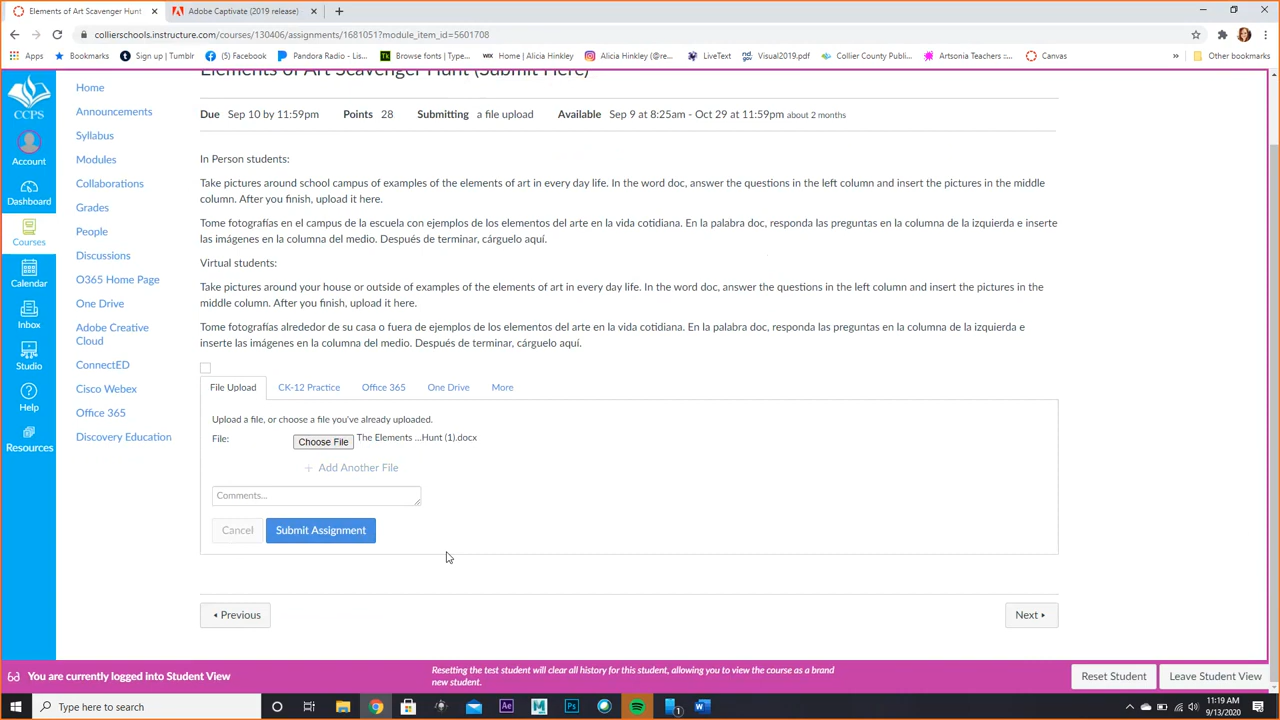 Elements of Art Scavenger Hunt
Adobe Captivate (2019 release)
collierschools.instructure.com/courses/130406/assignments/1681051?module_item_id=5601708
Apps
Bookmarks
Sign up | Tumblr
(3) Facebook
Pandora Radio - Lis...
Browse fonts | Type...
Home | Alicia Hinkley
Alicia Hinkley (@re...
LiveText
Visual2019.pdf
Collier County Publi...
Artsonia Teachers ::...
Canvas
»
Other bookmarks
CCPS
Account
Dashboard
Courses
Calendar
Inbox
Studio
Help
Resources
Home
Announcements
Syllabus
Modules
Collaborations
Grades
People
Discussions
O365 Home Page
One Drive
Adobe Creative
Cloud
ConnectED
Cisco Webex
Office 365
Discovery Education
Elements of Art Scavenger Hunt (Submit Here)
Due Sep 10 by 11:59pm Points 28 Submitting a file upload Available Sep 9 at 8:25am - Oct 29 at 11:59pm about 2 months
In Person students:
Take pictures around school campus of examples of the elements of art in every day life. In the word doc, answer the questions in the left column and insert the pictures in the middle
column. After you finish, upload it here.
Tome fotografías en el campus de la escuela con ejemplos de los elementos del arte en la vida cotidiana. En la palabra doc, responda las preguntas en la columna de la izquierda e inserte
las imágenes en la columna del medio. Después de terminar, cárguelo aquí.
Virtual students:
Take pictures around your house or outside of examples of the elements of art in every day life. In the word doc, answer the questions in the left column and insert the pictures in the
middle column. After you finish, upload it here.
Tome fotografías alrededor de su casa o fuera de ejemplos de los elementos del arte en la vida cotidiana. En la palabra doc, responda las preguntas en la columna de la izquierda e
inserte las imágenes en la columna del medio. Después de terminar, cárguelo aquí.
File Upload
CK-12 Practice
Office 365
One Drive
More
Upload a file, or choose a file you've already uploaded.
File:
Choose File
The Elements ...Hunt (1).docx
+ Add Another File
Comments...
Cancel
Submit Assignment
Previous
Next
You are currently logged into Student View
Resetting the test student will clear all history for this student, allowing you to view the course as a brand
new student.
Reset Student
Leave Student View
Type here to search
Ae
M
Ps
1
W
11:19 AM
9/13/2020